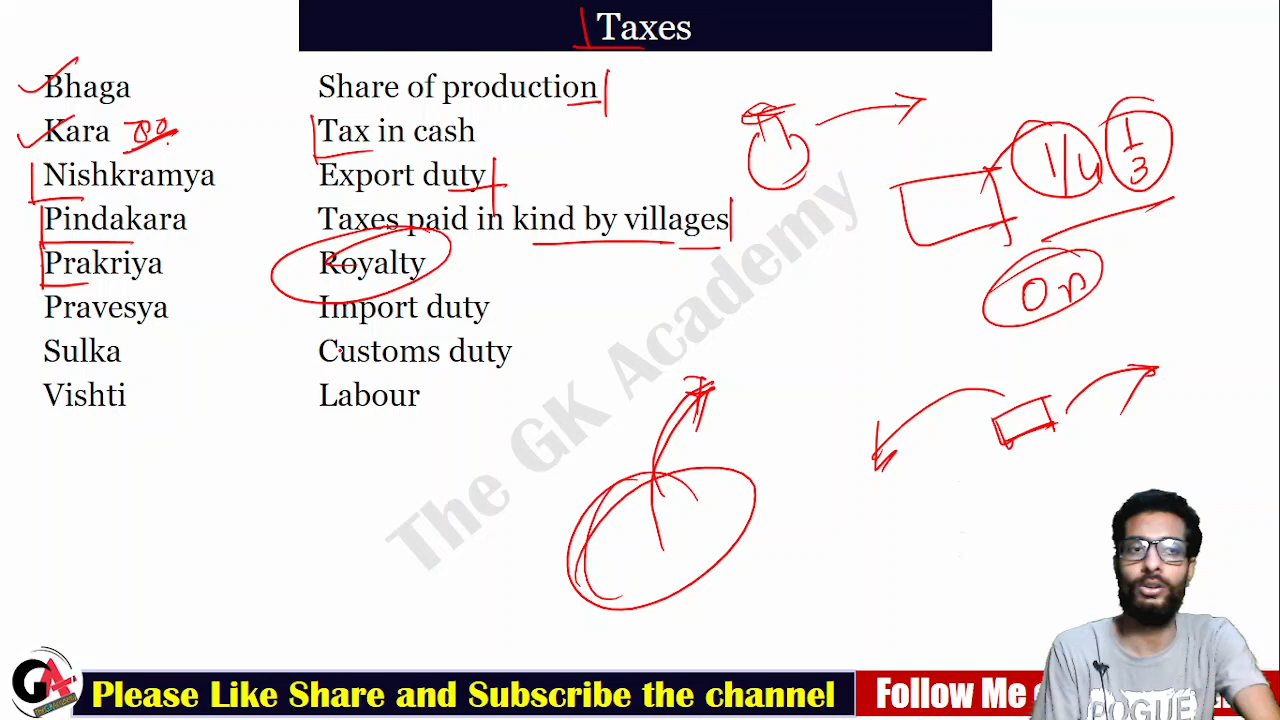 Taxes
Bhaga Share of production
Kara Tax in cash
Nishkramya Export duty
Pindakara Taxes paid in kind by villages
Prakriya Royalty
Pravesya Import duty
Sulka Customs duty
Vishti Labour
1/4 1/3
The GK Academy
GA
Please Like Share and Subscribe the channel
Follow Me
POGUE